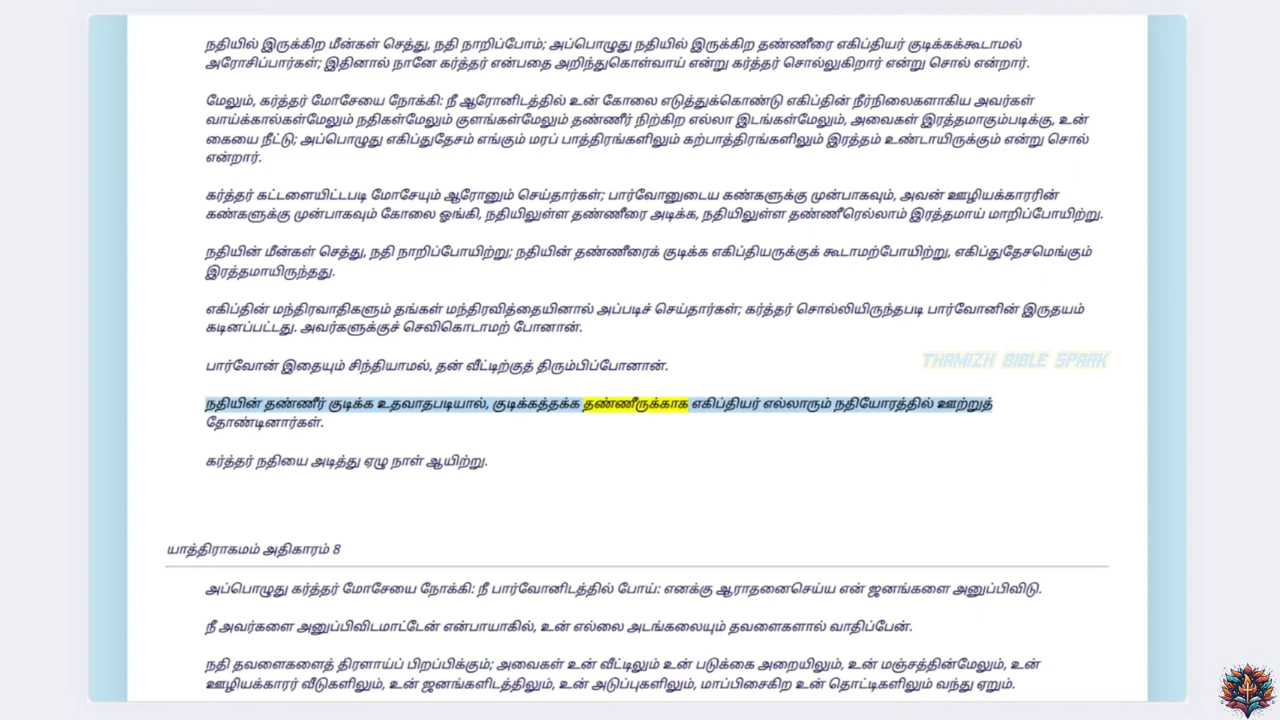 நதியில் இருக்கிற மீன்கள் செத்து, நதி நாறிப்போம்; அப்பொழுது நதியில் இருக்கிற தண்ணீரை எகிப்தியர் குடிக்கக்கூடாமல்
அரோசிப்பார்கள்; இதினால் நானே கர்த்தர் என்பதை அறிந்துகொள்வாய் என்று கர்த்தர் சொல்லுகிறார் என்று சொல் என்றார்.
மேலும், கர்த்தர் மோசேயை நோக்கி: நீ ஆரோனிடத்தில் உன் கோலை எடுத்துக்கொண்டு எகிப்தின் நீர்நிலைகளாகிய அவர்கள்
வாய்க்கால்கள்மேலும் நதிகள்மேலும் குளங்கள்மேலும் தண்ணீர் நிற்கிற எல்லா இடங்கள்மேலும், அவைகள் இரத்தமாகும்படிக்கு, உன்
கையை நீட்டு; அப்பொழுது எகிப்துதேசம் எங்கும் மரப் பாத்திரங்களிலும் கற்பாத்திரங்களிலும் இரத்தம் உண்டாயிருக்கும் என்று சொல்
என்றார்.
கர்த்தர் கட்டளையிட்டபடி மோசேயும் ஆரோனும் செய்தார்கள்; பார்வோனுடைய கண்களுக்கு முன்பாகவும், அவன் ஊழியக்காரரின்
கண்களுக்கு முன்பாகவும் கோலை ஓங்கி, நதியிலுள்ள தண்ணீரை அடிக்க, நதியிலுள்ள தண்ணீரெல்லாம் இரத்தமாய் மாறிப்போயிற்று.
நதியின் மீன்கள் செத்து, நதி நாறிப்போயிற்று; நதியின் தண்ணீரைக் குடிக்க எகிப்தியருக்குக் கூடாமற்போயிற்று, எகிப்துதேசமெங்கும்
இரத்தமாயிருந்தது.
எகிப்தின் மந்திரவாதிகளும் தங்கள் மந்திரவித்தையினால் அப்படிச் செய்தார்கள்; கர்த்தர் சொல்லியிருந்தபடி பார்வோனின் இருதயம்
கடினப்பட்டது. அவர்களுக்குச் செவிகொடாமற் போனான்.
பார்வோன் இதையும் சிந்தியாமல், தன் வீட்டிற்குத் திரும்பிப்போனான்.
THAMIZH BIBLE SPARK
நதியின் தண்ணீர் குடிக்க உதவாதபடியால், குடிக்கத்தக்க தண்ணீருக்காக எகிப்தியர் எல்லாரும் நதியோரத்தில் ஊற்றுத்
தோண்டினார்கள்.
கர்த்தர் நதியை அடித்து ஏழு நாள் ஆயிற்று.
யாத்திராகமம் அதிகாரம் 8
அப்பொழுது கர்த்தர் மோசேயை நோக்கி: நீ பார்வோனிடத்தில் போய்: எனக்கு ஆராதனைசெய்ய என் ஜனங்களை அனுப்பிவிடு.
நீ அவர்களை அனுப்பிவிடமாட்டேன் என்பாயாகில், உன் எல்லை அடங்கலையும் தவளைகளால் வாதிப்பேன்.
நதி தவளைகளைத் திரளாய்ப் பிறப்பிக்கும்; அவைகள் உன் வீட்டிலும் உன் படுக்கை அறையிலும், உன் மஞ்சத்தின்மேலும், உன்
ஊழியக்காரர் வீடுகளிலும், உன் ஜனங்களிடத்திலும், உன் அடுப்புகளிலும், மாப்பிசைகிற உன் தொட்டிகளிலும் வந்து ஏறும்.